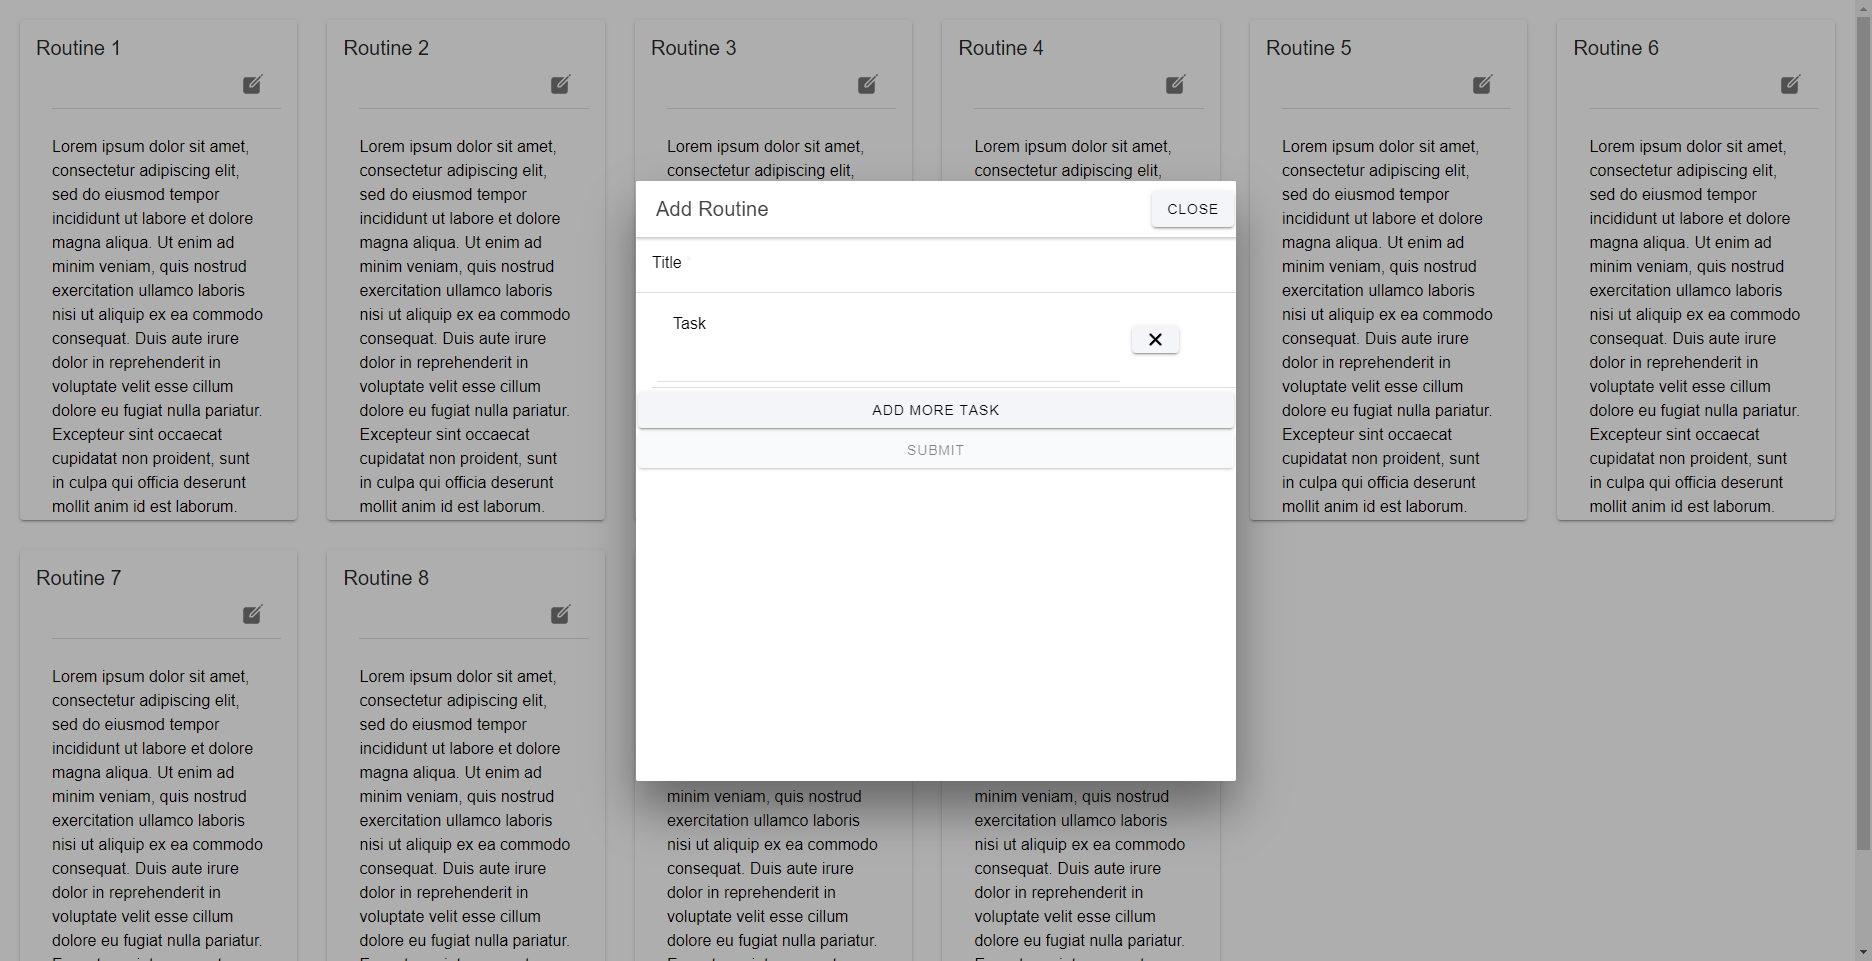 Routine 1
Lorem ipsum dolor sit amet,
consectetur adipiscing elit,
sed do eiusmod tempor
incididunt ut labore et dolore
magna aliqua. Ut enim ad
minim veniam, quis nostrud
exercitation ullamco laboris
nisi ut aliquip ex ea commodo
consequat. Duis aute irure
dolor in reprehenderit in
voluptate velit esse cillum
dolore eu fugiat nulla pariatur.
Excepteur sint occaecat
cupidatat non proident, sunt
in culpa qui officia deserunt
mollit anim id est laborum.
Routine 2
Lorem ipsum dolor sit amet,
consectetur adipiscing elit,
sed do eiusmod tempor
incididunt ut labore et dolore
magna aliqua. Ut enim ad
minim veniam, quis nostrud
exercitation ullamco laboris
nisi ut aliquip ex ea commodo
consequat. Duis aute irure
dolor in reprehenderit in
voluptate velit esse cillum
dolore eu fugiat nulla pariatur.
Excepteur sint occaecat
cupidatat non proident, sunt
in culpa qui officia deserunt
mollit anim id est laborum.
Routine 3
Lorem ipsum dolor sit amet,
consectetur adipiscing elit,
Routine 4
Lorem ipsum dolor sit amet,
consectetur adipiscing elit,
Routine 5
Lorem ipsum dolor sit amet,
consectetur adipiscing elit,
sed do eiusmod tempor
incididunt ut labore et dolore
magna aliqua. Ut enim ad
minim veniam, quis nostrud
exercitation ullamco laboris
nisi ut aliquip ex ea commodo
consequat. Duis aute irure
dolor in reprehenderit in
voluptate velit esse cillum
dolore eu fugiat nulla pariatur.
Excepteur sint occaecat
cupidatat non proident, sunt
in culpa qui officia deserunt
mollit anim id est laborum.
Routine 6
Lorem ipsum dolor sit amet,
consectetur adipiscing elit,
sed do eiusmod tempor
incididunt ut labore et dolore
magna aliqua. Ut enim ad
minim veniam, quis nostrud
exercitation ullamco laboris
nisi ut aliquip ex ea commodo
consequat. Duis aute irure
dolor in reprehenderit in
voluptate velit esse cillum
dolore eu fugiat nulla pariatur.
Excepteur sint occaecat
cupidatat non proident, sunt
in culpa qui officia deserunt
mollit anim id est laborum.
Add Routine
CLOSE
Title
Task
ADD MORE TASK
SUBMIT
Routine 7
Lorem ipsum dolor sit amet,
consectetur adipiscing elit,
sed do eiusmod tempor
incididunt ut labore et dolore
magna aliqua. Ut enim ad
minim veniam, quis nostrud
exercitation ullamco laboris
nisi ut aliquip ex ea commodo
consequat. Duis aute irure
dolor in reprehenderit in
voluptate velit esse cillum
dolore eu fugiat nulla pariatur.
Routine 8
Lorem ipsum dolor sit amet,
consectetur adipiscing elit,
sed do eiusmod tempor
incididunt ut labore et dolore
magna aliqua. Ut enim ad
minim veniam, quis nostrud
exercitation ullamco laboris
nisi ut aliquip ex ea commodo
consequat. Duis aute irure
dolor in reprehenderit in
voluptate velit esse cillum
dolore eu fugiat nulla pariatur.
minim veniam, quis nostrud
exercitation ullamco laboris
nisi ut aliquip ex ea commodo
consequat. Duis aute irure
dolor in reprehenderit in
voluptate velit esse cillum
dolore eu fugiat nulla pariatur.
minim veniam, quis nostrud
exercitation ullamco laboris
nisi ut aliquip ex ea commodo
consequat. Duis aute irure
dolor in reprehenderit in
voluptate velit esse cillum
dolore eu fugiat nulla pariatur.